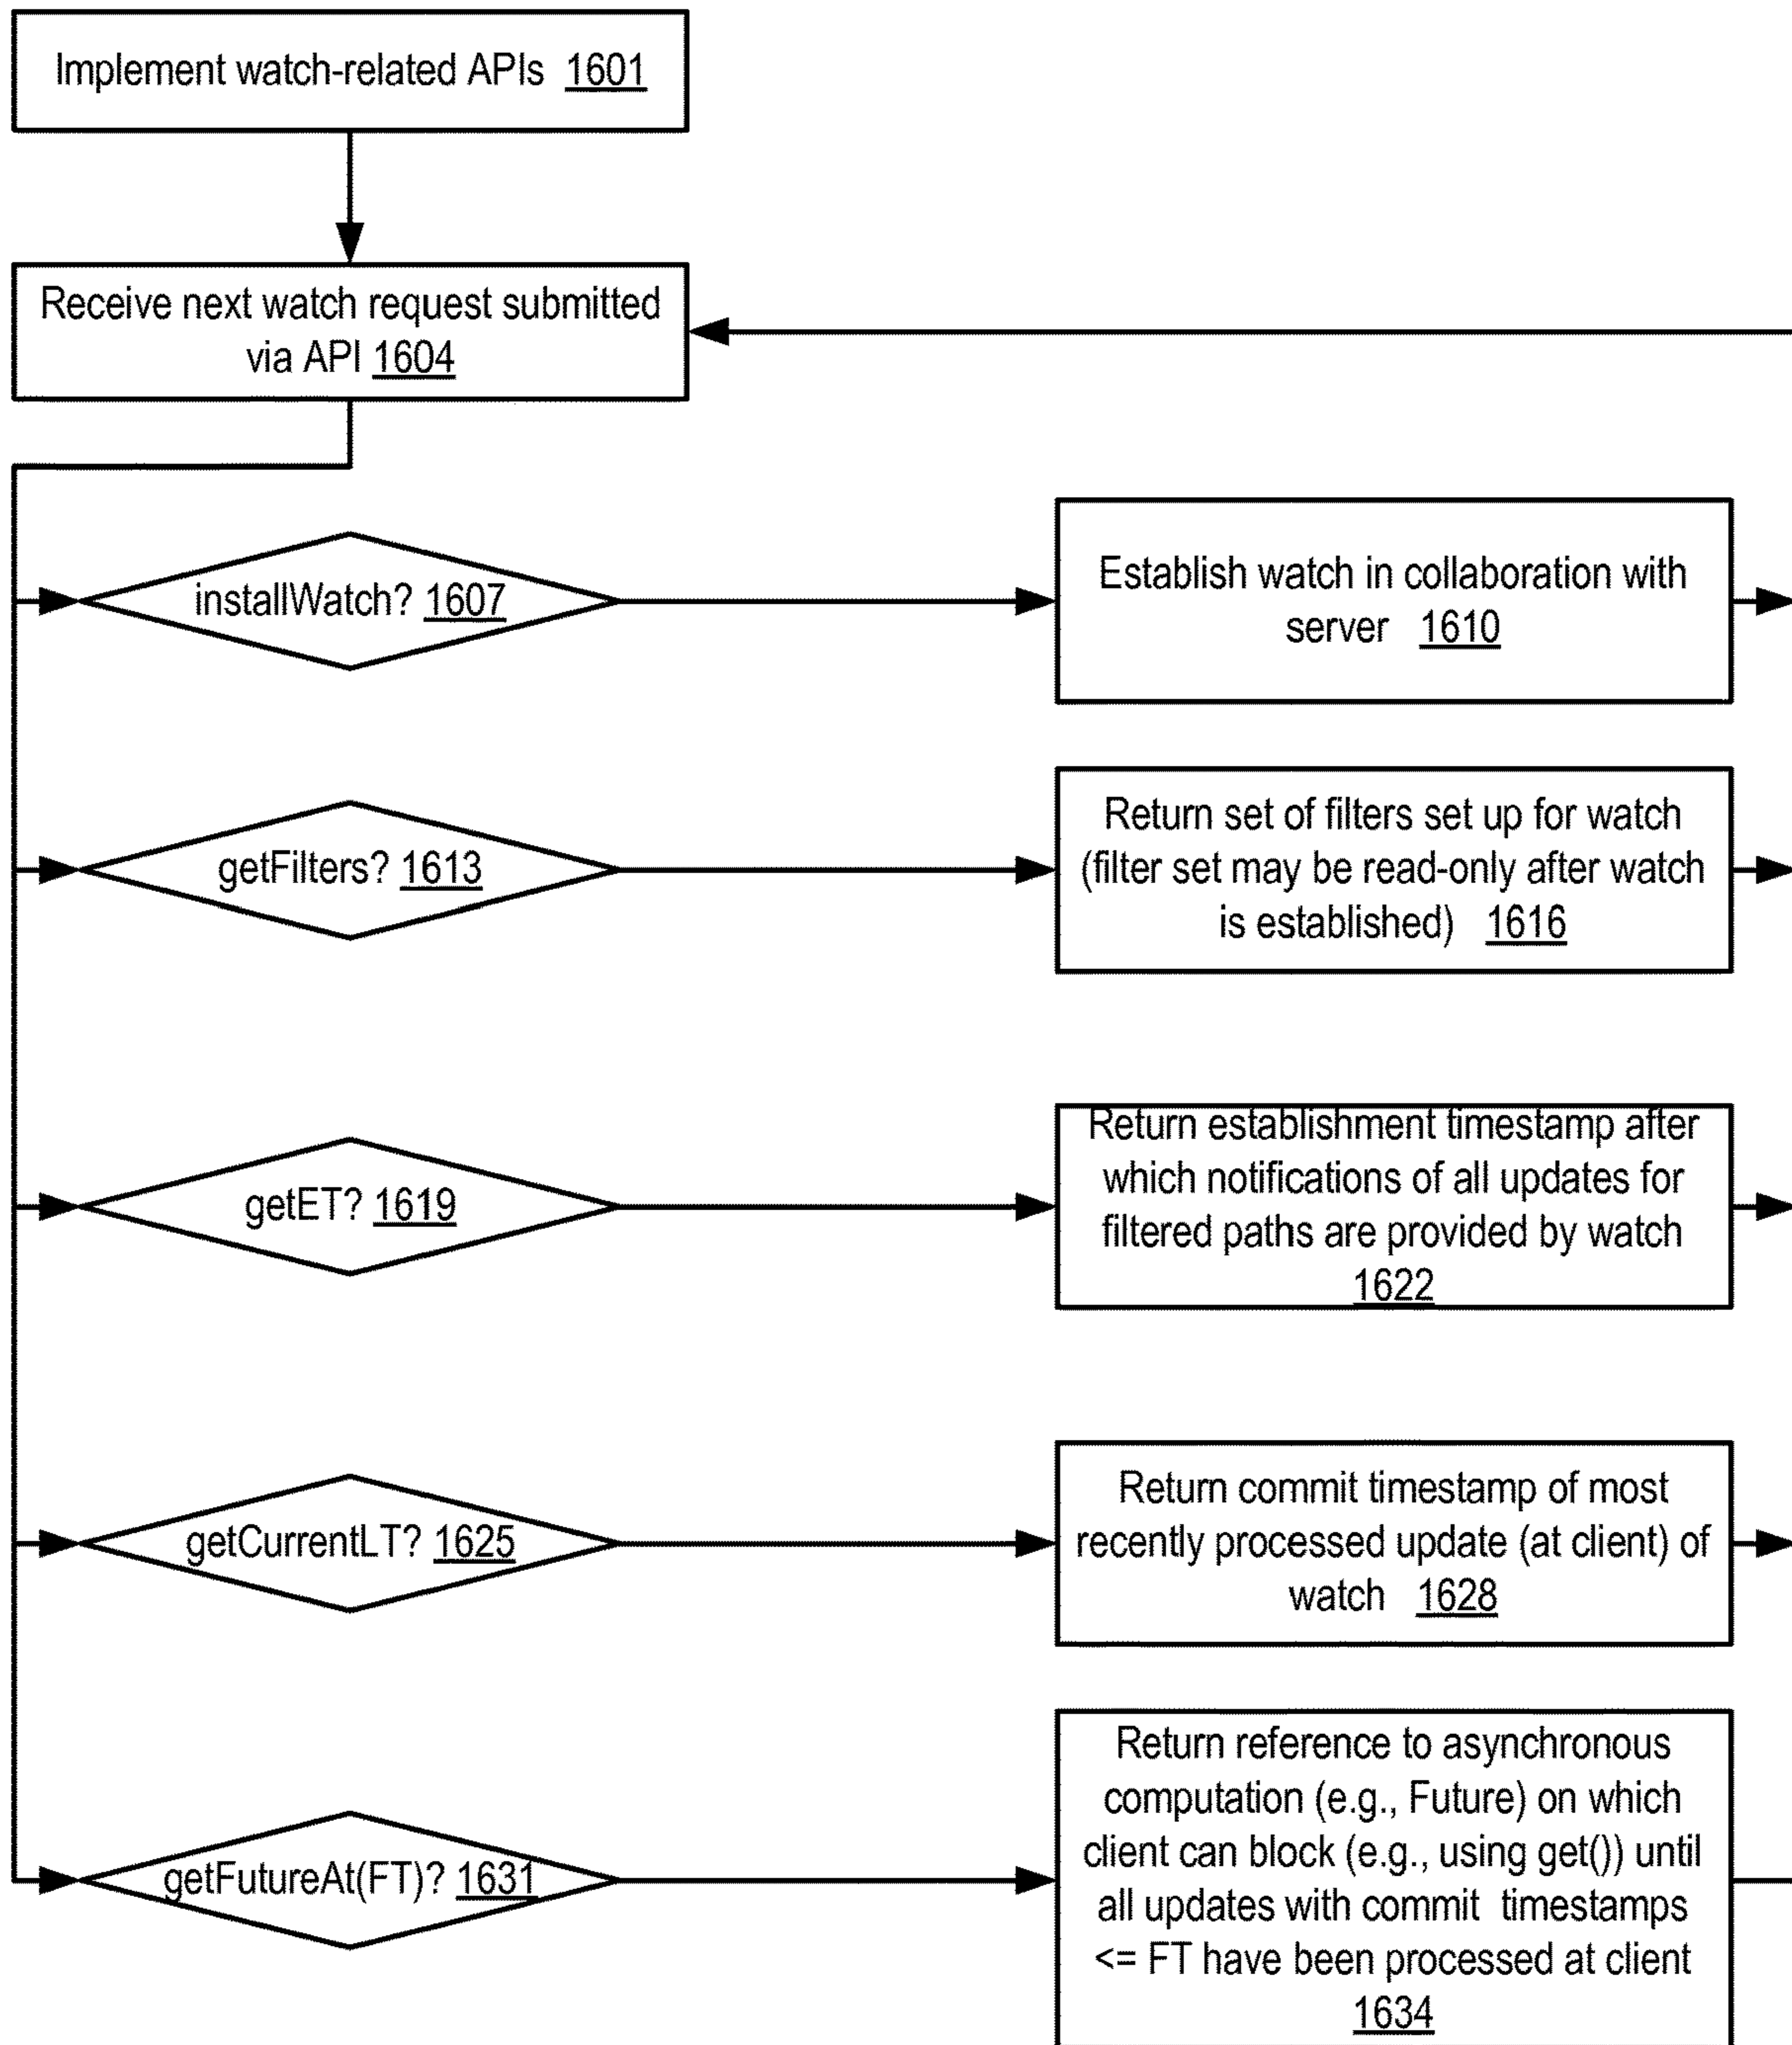 Implement watch-related APIs 1601
Receive next watch request submitted
via API 1604
installWatch? 1607
Establish watch in collaboration with
server 1610
getFilters? 1613
Return set of filters set up for watch
(filter set may be read-only after watch
is established) 1616
getET? 1619
Return establishment timestamp after
which notifications of all updates for
filtered paths are provided by watch
1622
getCurrentLT? 1625
Return commit timestamp of most
recently processed update (at client) of
watch 1628
getFutureAt(FT)? 1631
Return reference to asynchronous
computation (e.g., Future) on which
client can block (e.g., using get()) until
all updates with commit timestamps
<= FT have been processed at client
1634